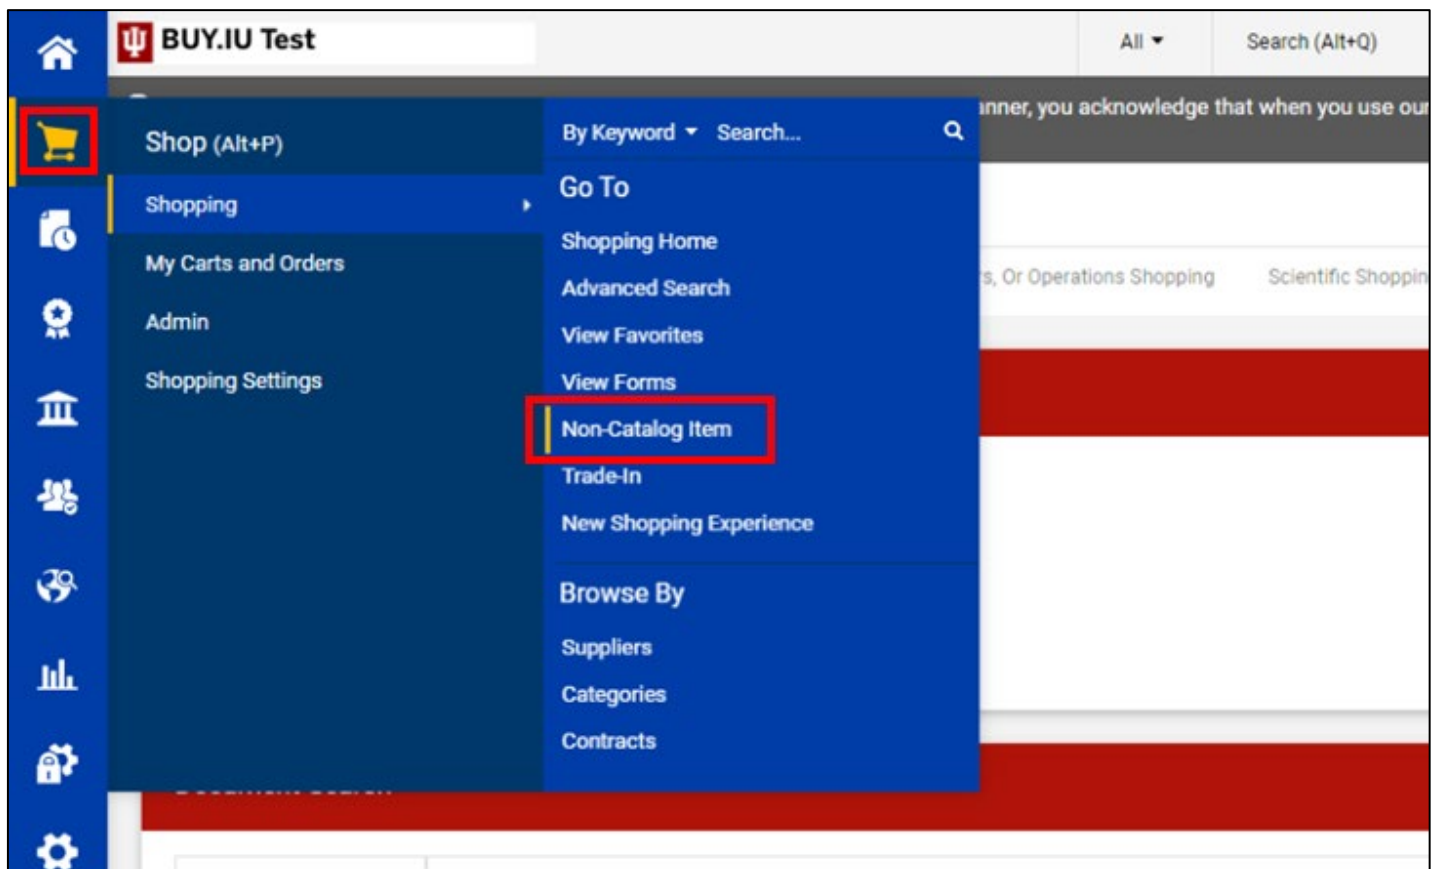 BUY.IU Test
All
Search (Alt+Q)
anner, you acknowledge that when you use our
Shop (Alt+P)
Shopping
My Carts and Orders
Admin
Shopping Settings
By Keyword
Search...
Go To
Shopping Home
Advanced Search
View Favorites
View Forms
Non-Catalog Item
Trade-In
New Shopping Experience
Browse By
Suppliers
Categories
Contracts
s, Or Operations Shopping
Scientific Shoppin